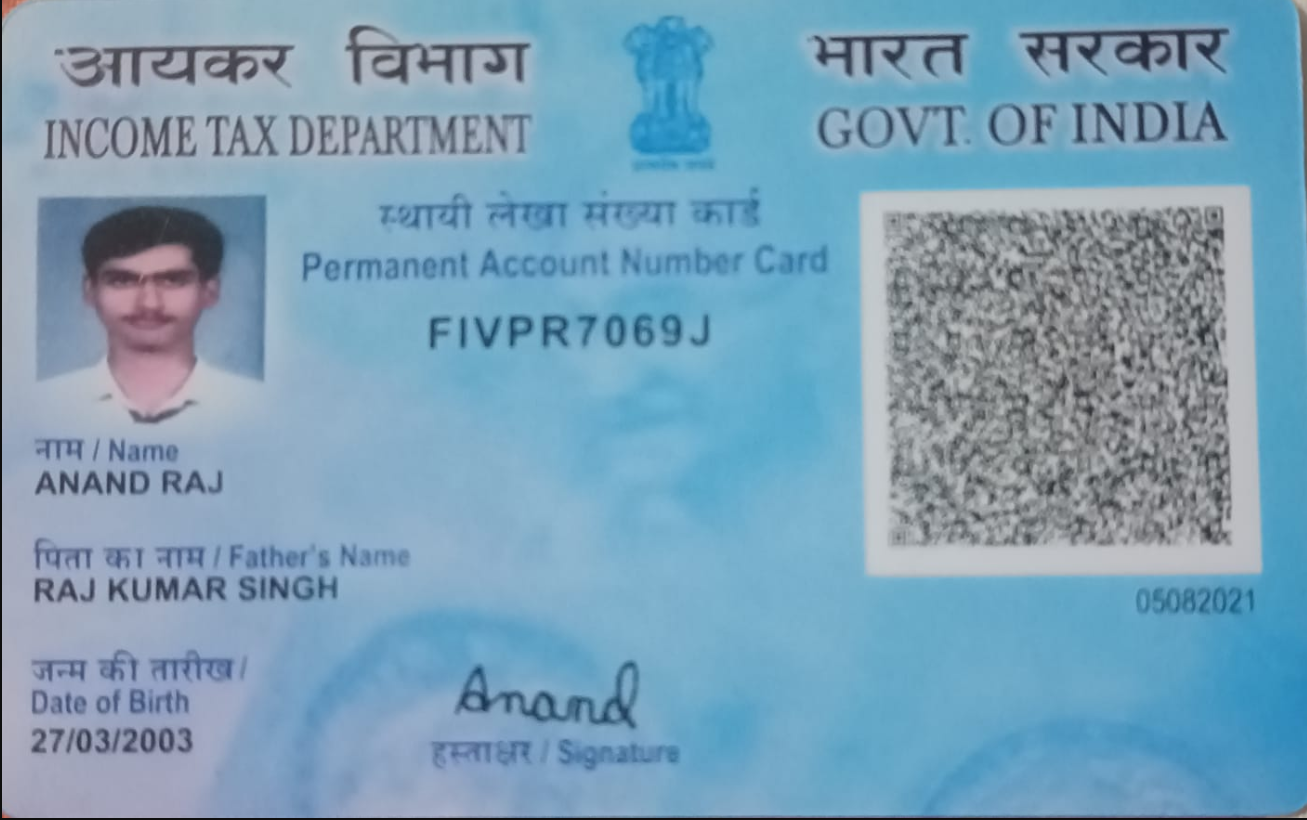 आयकर विभाग
INCOME TAX DEPARTMENT
भारत सरकार
GOVT. OF INDIA
स्थायी लेखा संख्या कार्ड
Permanent Account Number Card
FIVPR7069J
नाम / Name
ANAND RAJ
पिता का नाम / Father's Name
RAJ KUMAR SINGH
05082021
जन्म की तारीख /
Date of Birth
27/03/2003
Anand
हस्ताक्षर / Signature